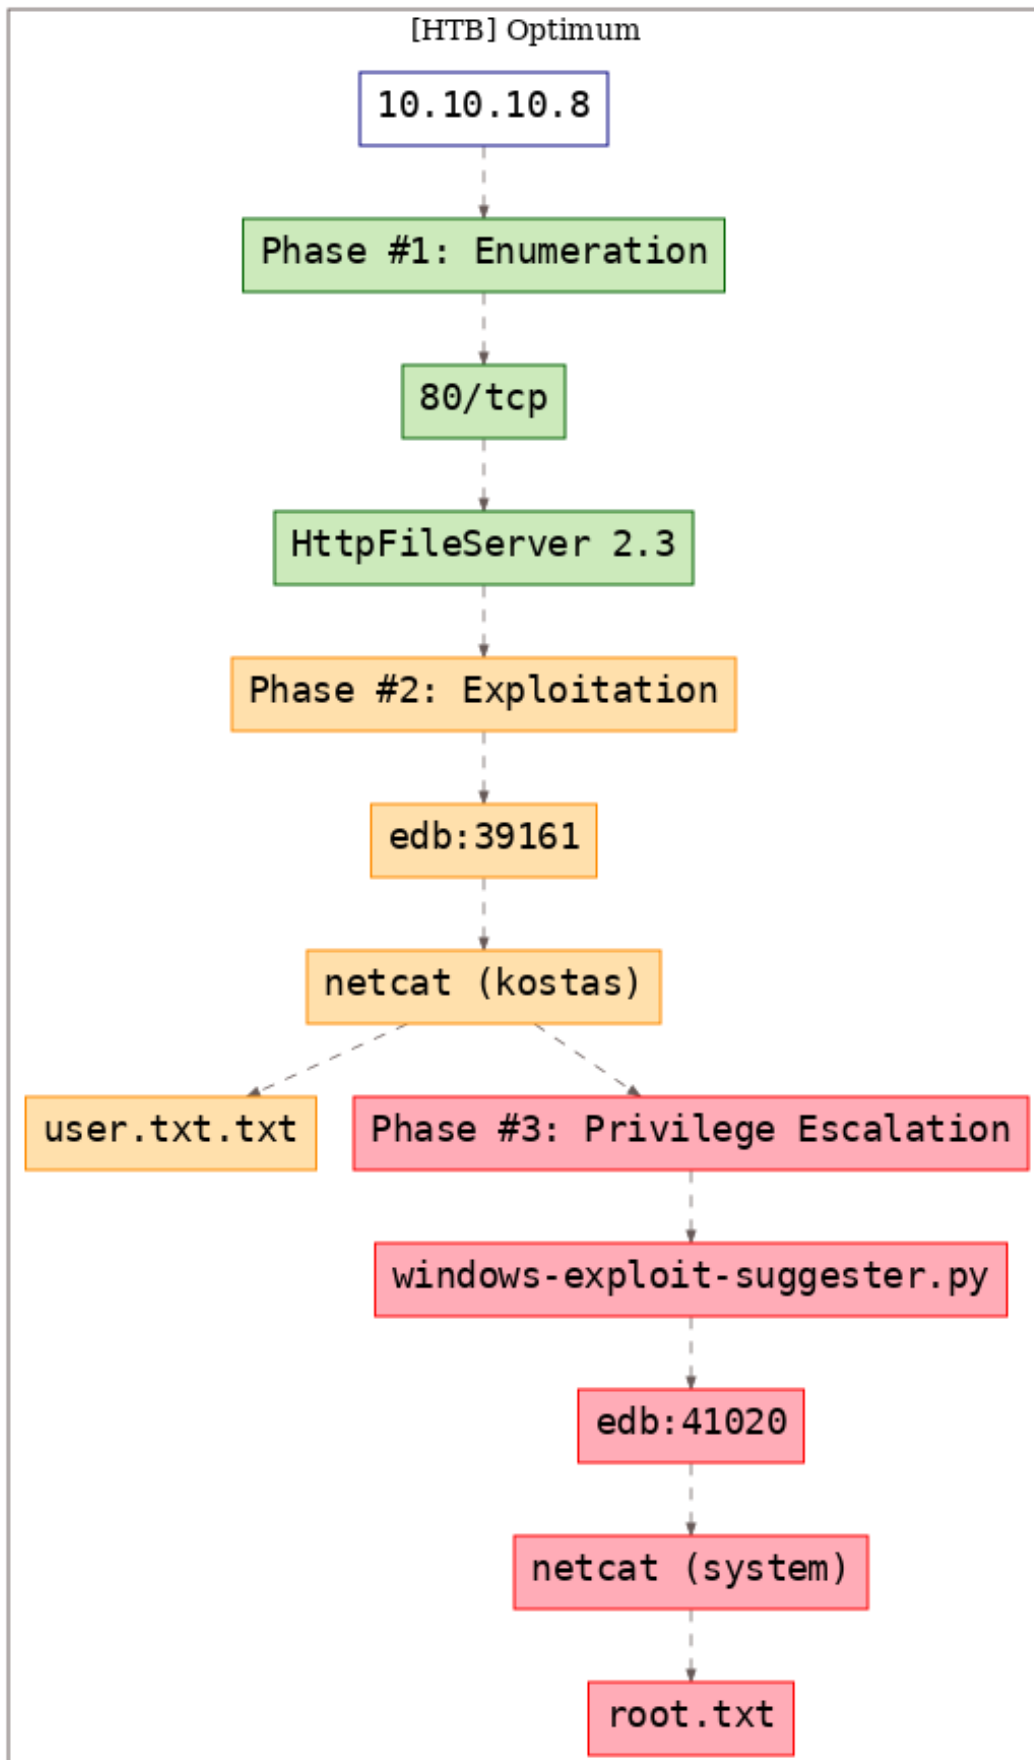 [HTB] Optimum
10.10.10.8
Phase #1: Enumeration
80/tcp
HttpFileServer 2.3
Phase #2: Exploitation
edb:39161
netcat (kostas)
user.txt.txt
Phase #3: Privilege Escalation
windows-exploit-suggester.py
edb:41020
netcat (system)
root.txt